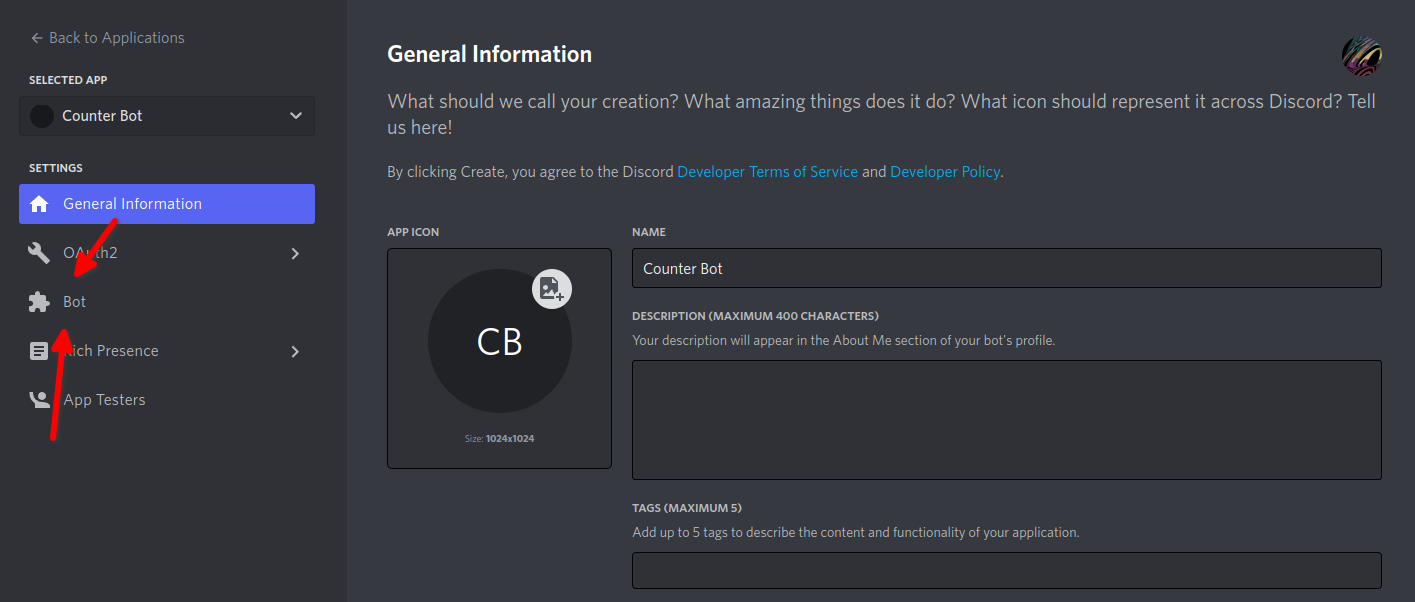 Back to Applications
SELECTED APP
Counter Bot
SETTINGS
General Information
OAuth2
Bot
Rich Presence
App Testers
General Information
What should we call your creation? What amazing things does it do? What icon should represent it across Discord? Tell
us here!
By clicking Create, you agree to the Discord Developer Terms of Service and Developer Policy.
APP ICON
CB
Size: 1024x1024
NAME
Counter Bot
DESCRIPTION (MAXIMUM 400 CHARACTERS)
Your description will appear in the About Me section of your bot's profile.
TAGS (MAXIMUM 5)
Add up to 5 tags to describe the content and functionality of your application.